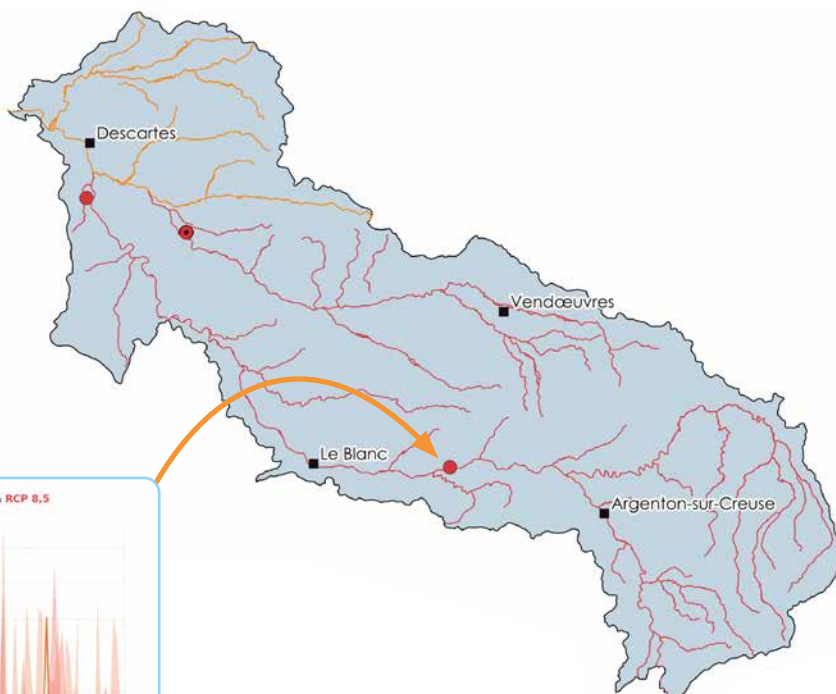 Descartes
Vendœuvres
Le Blanc
RCP 8,5
Argenton-sur-Creuse